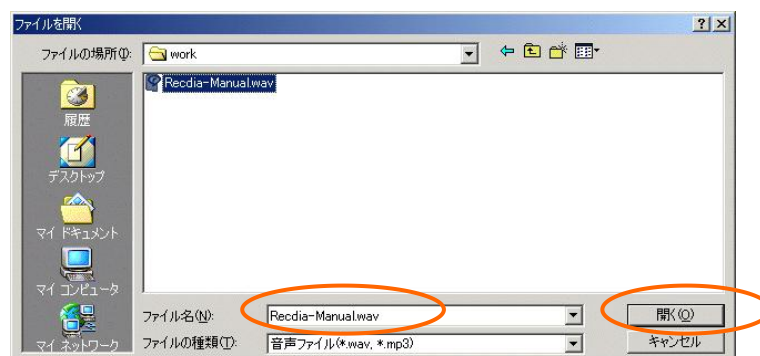 ファイルを開く
ファイルの場所(I):
work
Recdia-Manual.wav
履歴
デスクトップ
マイ ドキュメント
マイ コンピュータ
マイ ネットワーク
ファイル名(N):
Recdia-Manual.wav
開く(O)
ファイルの種類(T):
音声ファイル(*.wav, *.mp3)
キャンセル